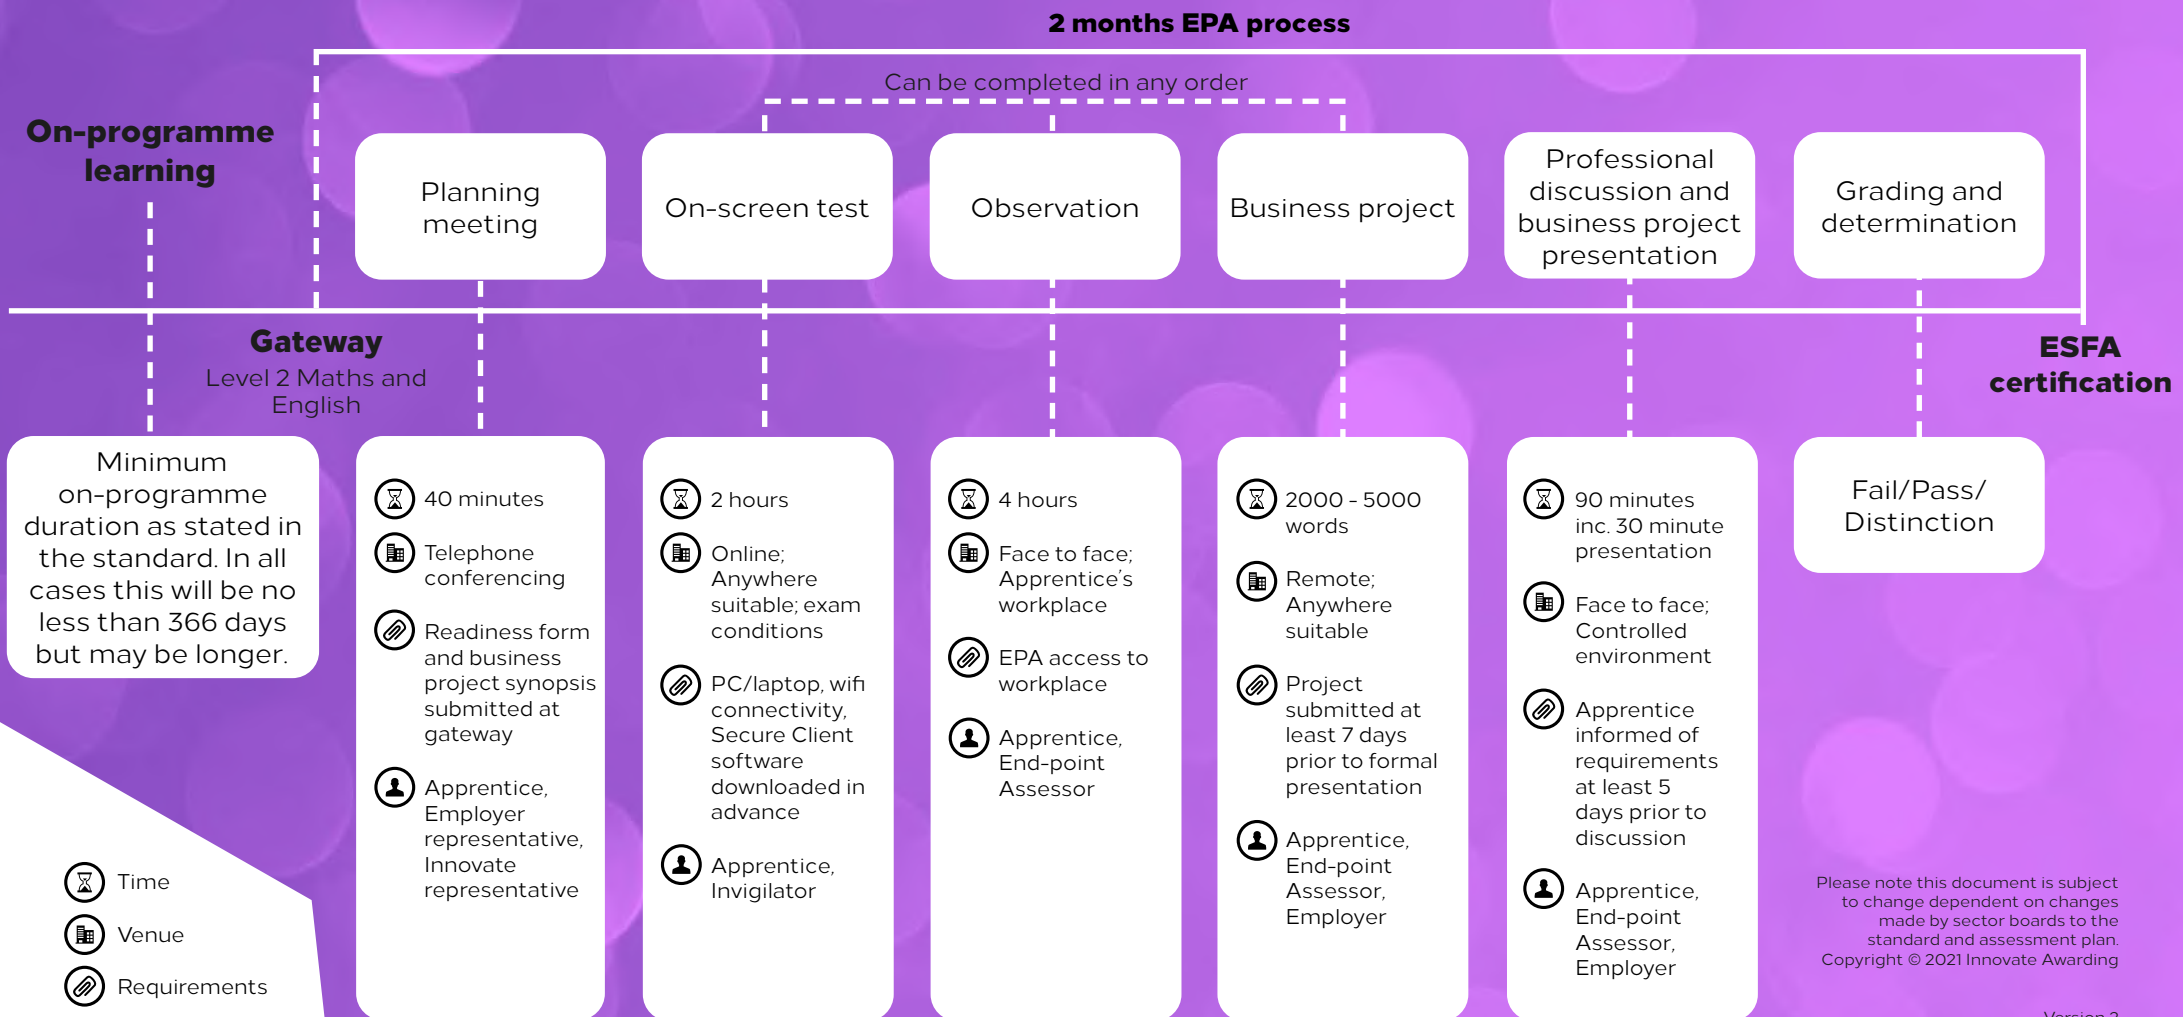 2 months EPA process
Can be completed in any order
On-programme
learning
Planning
meeting
On-screen test
Observation
Business project
Professional
discussion and
business project
presentation
Grading and
determination
Gateway
Level 2 Maths and
English
ESFA
certification
Minimum
on-programme
duration as stated in
the standard. In all
cases this will be no
less than 366 days
but may be longer.
40 minutes
Telephone
conferencing
Readiness form
and business
project synopsis
submitted at
gateway
Apprentice,
Employer
representative,
Innovate
representative
2 hours
Online;
Anywhere
suitable; exam
conditions
PC/laptop, wifi
connectivity,
Secure Client
software
downloaded in
advance
Apprentice,
Invigilator
4 hours
Face to face;
Apprentice's
workplace
EPA access to
workplace
Apprentice,
End-point
Assessor
2000 - 5000
words
Remote;
Anywhere
suitable
Project
submitted at
least 7 days
prior to formal
presentation
Apprentice,
End-point
Assessor,
Employer
90 minutes
inc. 30 minute
presentation
Face to face;
Controlled
environment
Apprentice
informed of
requirements
at least 5
days prior to
discussion
Apprentice,
End-point
Assessor,
Employer
Fail/Pass/
Distinction
Time
Venue
Requirements
Please note this document is subject
to change dependent on changes
made by sector boards to the
standard and assessment plan.
Copyright © 2021 Innovate Awarding
Version